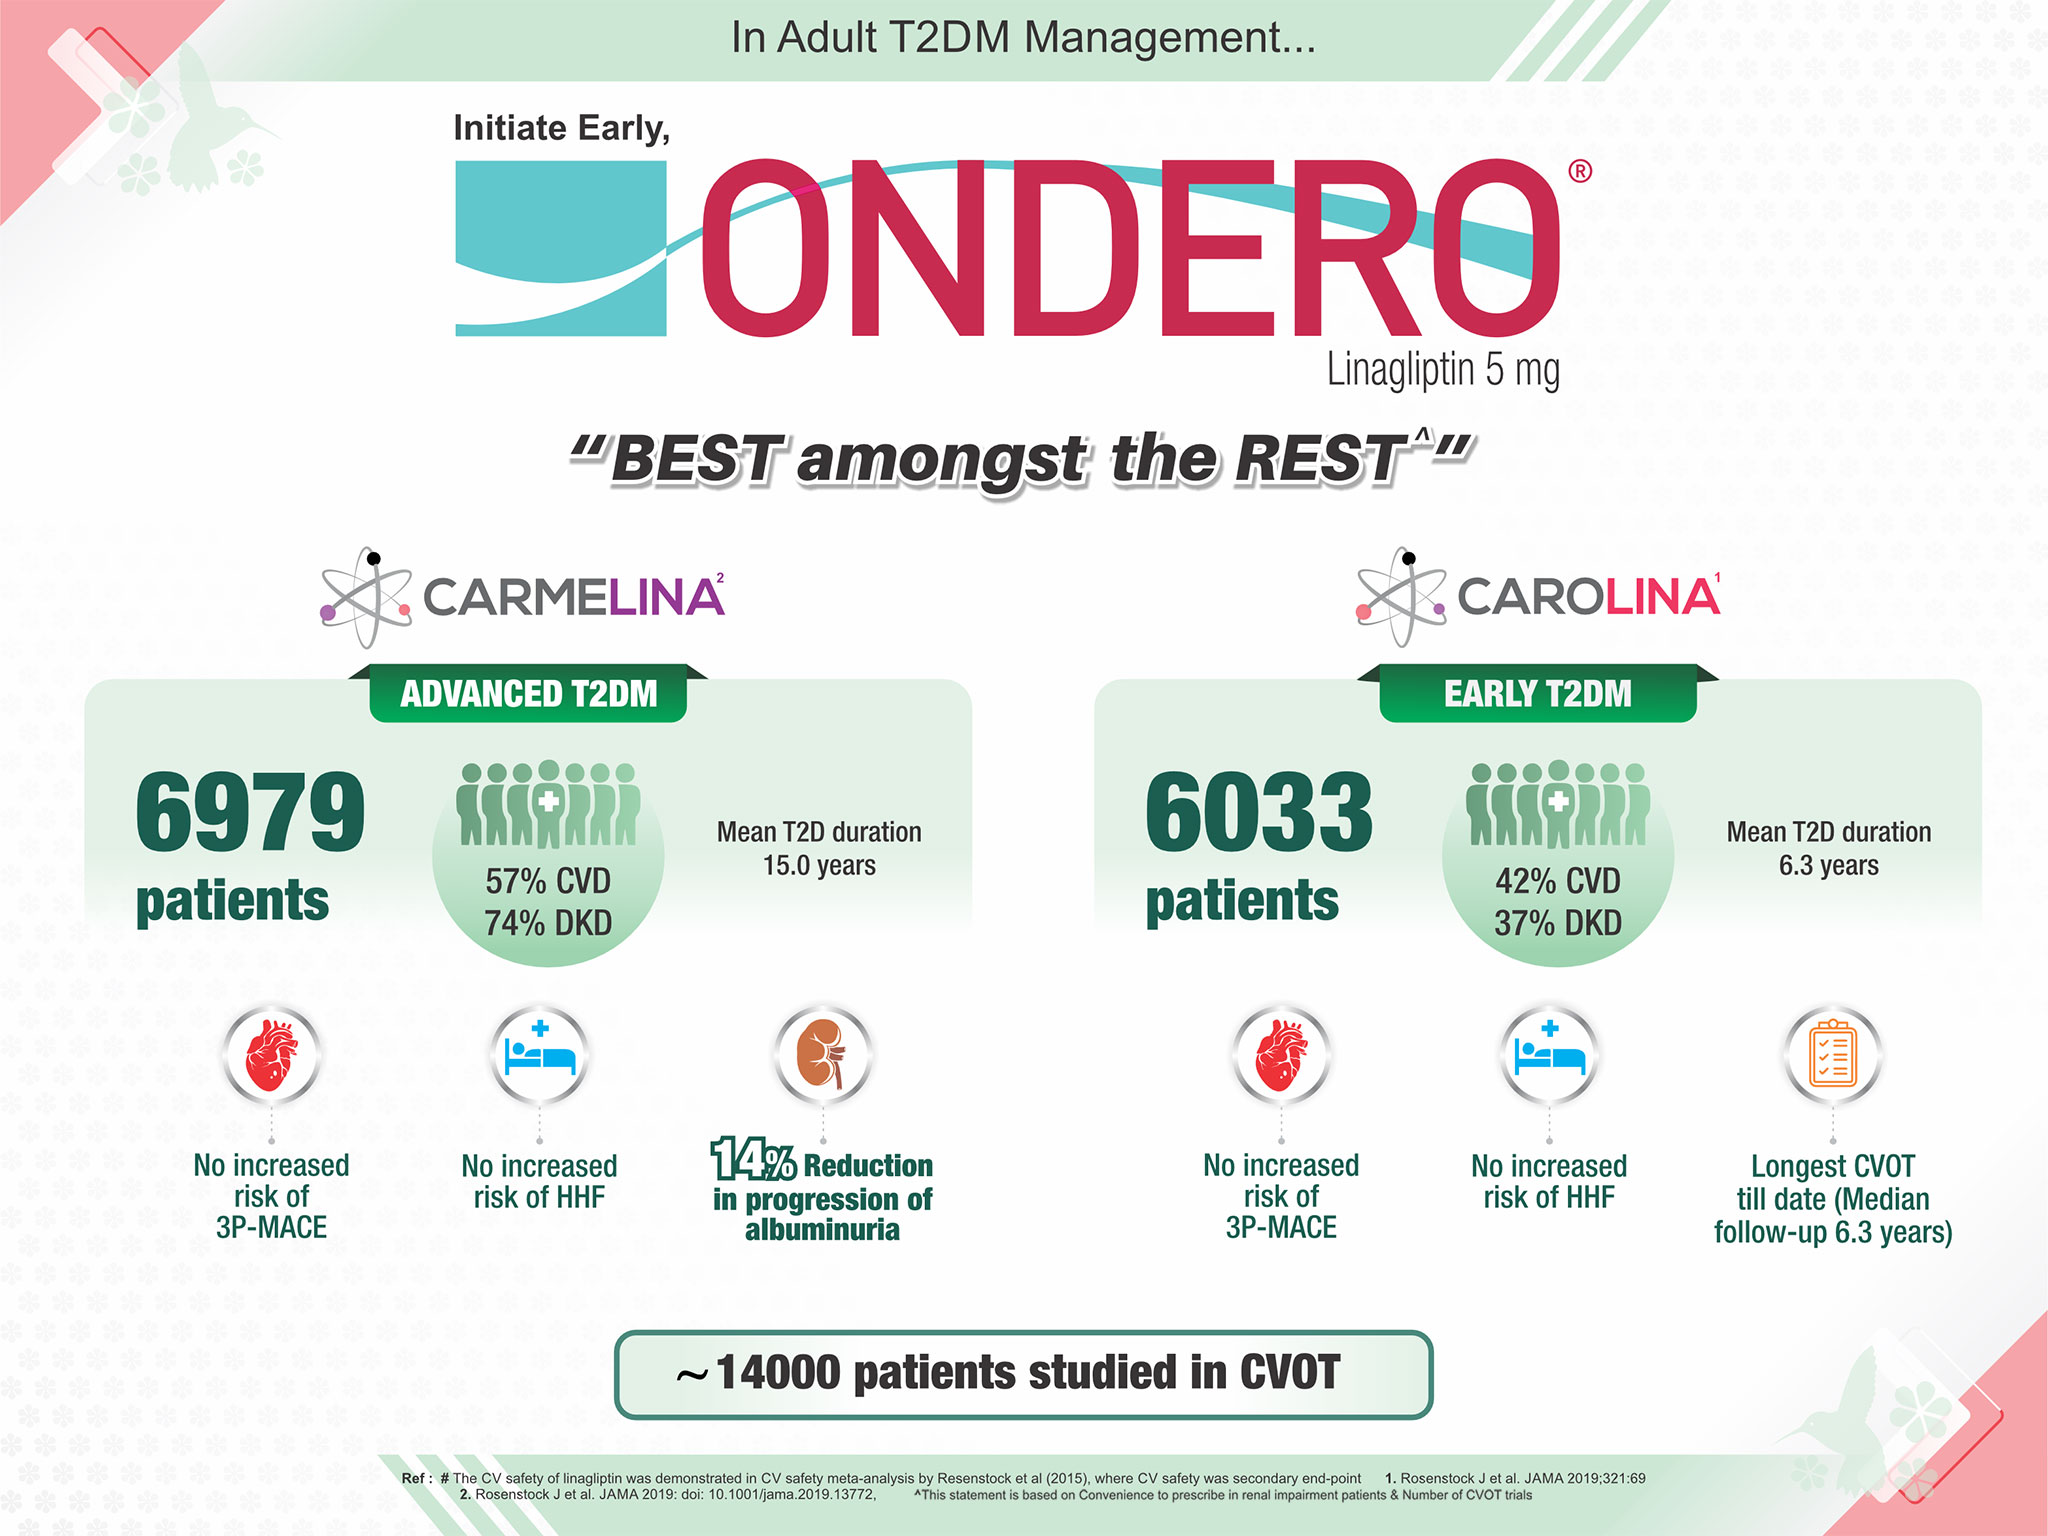 In Adult T2DM Management...
Initiate Early,
ONDERO®
Linagliptin 5 mg
“BEST amongst the REST^”
CARMELINA²
ADVANCED T2DM
6979
patients
57% CVD
74% DKD
Mean T2D duration
15.0 years
No increased
risk of
3P-MACE
No increased
risk of HHF
14% Reduction
in progression of
albuminuria
CAROLINA¹
EARLY T2DM
6033
patients
42% CVD
37% DKD
Mean T2D duration
6.3 years
No increased
risk of
3P-MACE
No increased
risk of HHF
Longest CVOT
till date (Median
follow-up 6.3 years)
~14000 patients studied in CVOT
Ref : # The CV safety of linagliptin was demonstrated in CV safety meta-analysis by Resenstock et al (2015), where CV safety was secondary end-point 1. Rosenstock J et al. JAMA 2019;321:69
2. Rosenstock J et al. JAMA 2019: doi: 10.1001/jama.2019.13772, ^This statement is based on Convenience to prescribe in renal impairment patients & Number of CVOT trials